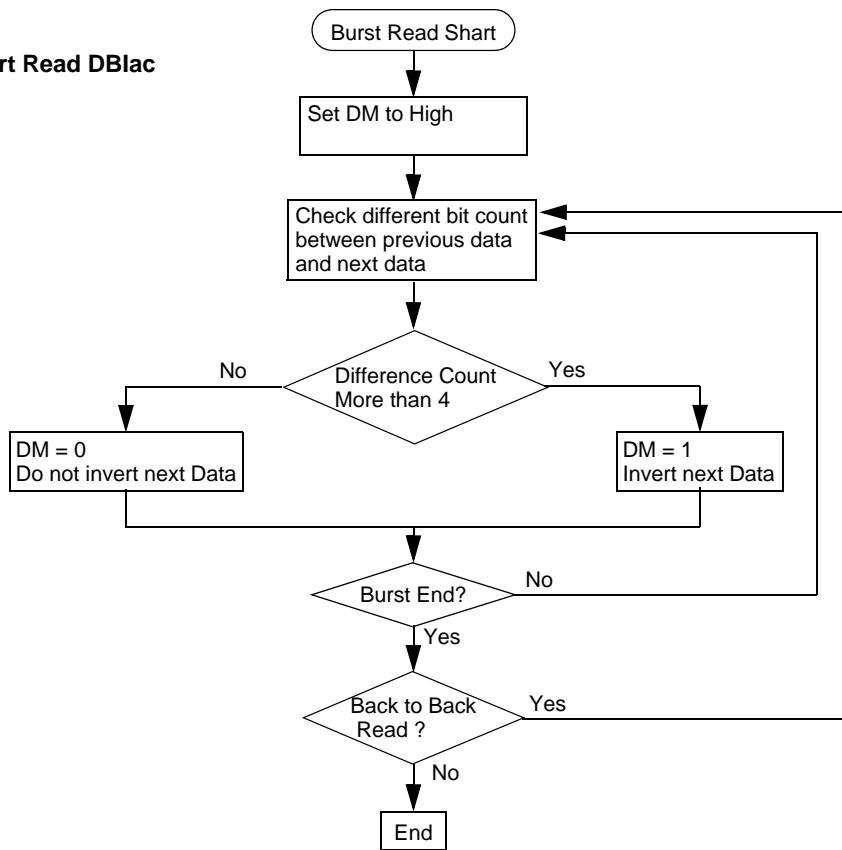 Burst Read Shart
rt Read DBIac
Set DM to High
Check different bit count
between previous data
and next data
Difference Count
More than 4
No
Yes
DM = 0
Do not invert next Data
DM = 1
Invert next Data
Burst End?
No
Yes
Back to Back
Read ?
Yes
No
End